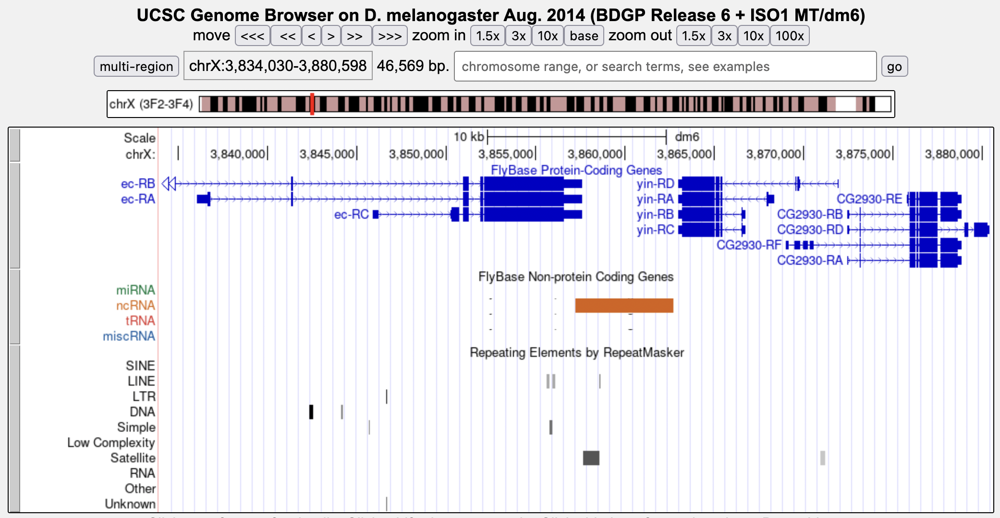 UCSC Genome Browser on D. melanogaster Aug. 2014 (BDGP Release 6 + ISO1 MT/dm6)
move <<< << < > >> >>> zoom in 1.5x 3x 10x base zoom out 1.5x 3x 10x 100x
multi-region chrX:3,834,030-3,880,598 46,569 bp. chromosome range, or search terms, see examples go
chrX (3F2-3F4)
Scale 10 kb dm6
chrX: 3,840,000 3,845,000 3,850,000 3,855,000 3,860,000 3,865,000 3,870,000 3,875,000 3,880,000
FlyBase Protein-Coding Genes
ec-RB yin-RD
ec-RA yin-RA CG2930-RE
ec-RC yin-RB CG2930-RB
yin-RC CG2930-RD
CG2930-RF
CG2930-RA
FlyBase Non-protein Coding Genes
miRNA
ncRNA
tRNA
miscRNA
Repeating Elements by RepeatMasker
SINE
LINE
LTR
DNA
Simple
Low Complexity
Satellite
RNA
Other
Unknown